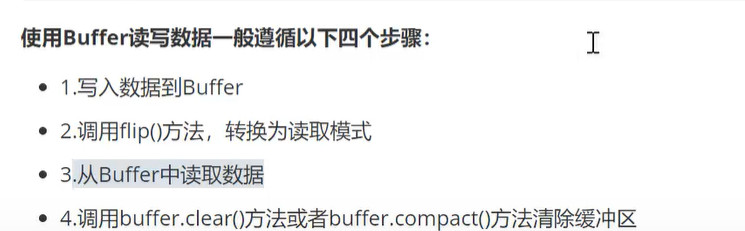 使用Buffer读写数据一般遵循以下四个步骤：
1.写入数据到Buffer
2.调用flip()方法，转换为读取模式
3.从Buffer中读取数据
4.调用buffer.clear()方法或者buffer.compact()方法清除缓冲区